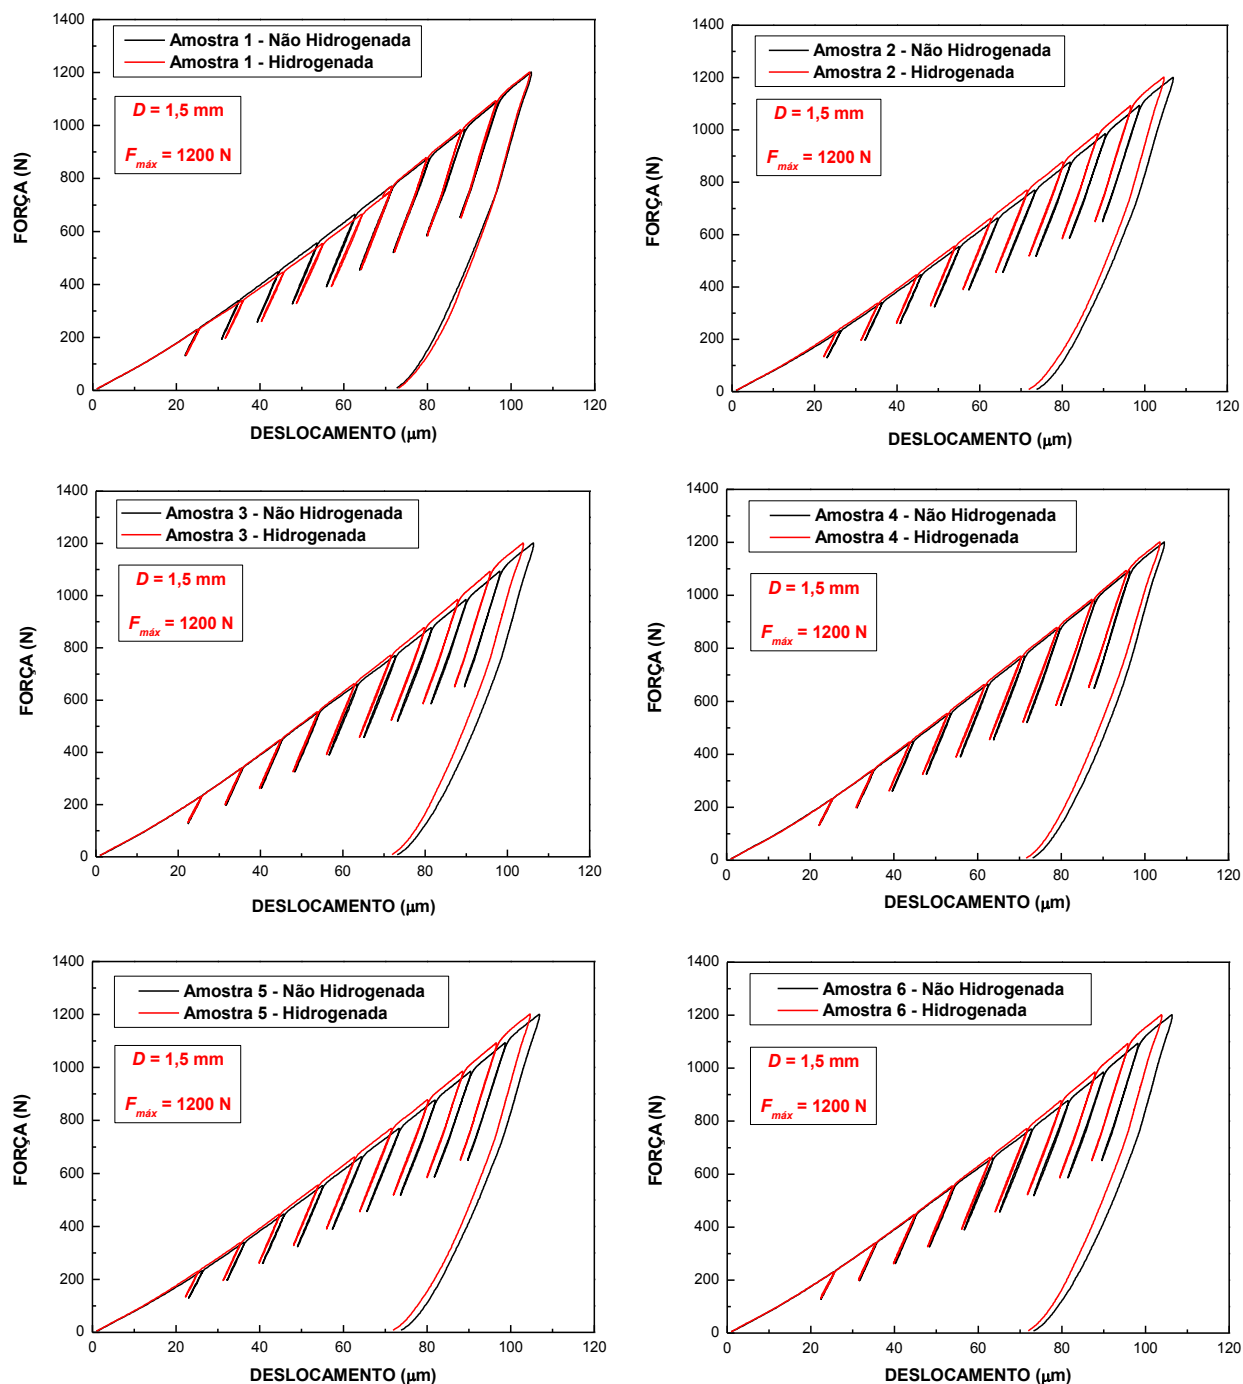 Amostra 1 - Não Hidrogenada
Amostra 1 - Hidrogenada
D = 1,5 mm
F máx = 1200 N
FORÇA (N)
1400
1200
1000
800
600
400
200
0
0 20 40 60 80 100 120
DESLOCAMENTO (µm)
Amostra 2 - Não Hidrogenada
Amostra 2 - Hidrogenada
D = 1,5 mm
F máx = 1200 N
FORÇA (N)
1400
1200
1000
800
600
400
200
0
0 20 40 60 80 100 120
DESLOCAMENTO (µm)
Amostra 3 - Não Hidrogenada
Amostra 3 - Hidrogenada
D = 1,5 mm
F máx = 1200 N
FORÇA (N)
1400
1200
1000
800
600
400
200
0
0 20 40 60 80 100 120
DESLOCAMENTO (µm)
Amostra 4 - Não Hidrogenada
Amostra 4 - Hidrogenada
D = 1,5 mm
F máx = 1200 N
FORÇA (N)
1400
1200
1000
800
600
400
200
0
0 20 40 60 80 100 120
DESLOCAMENTO (µm)
Amostra 5 - Não Hidrogenada
Amostra 5 - Hidrogenada
D = 1,5 mm
F máx = 1200 N
FORÇA (N)
1400
1200
1000
800
600
400
200
0
0 20 40 60 80 100 120
DESLOCAMENTO (µm)
Amostra 6 - Não Hidrogenada
Amostra 6 - Hidrogenada
D = 1,5 mm
F máx = 1200 N
FORÇA (N)
1400
1200
1000
800
600
400
200
0
0 20 40 60 80 100 120
DESLOCAMENTO (µm)